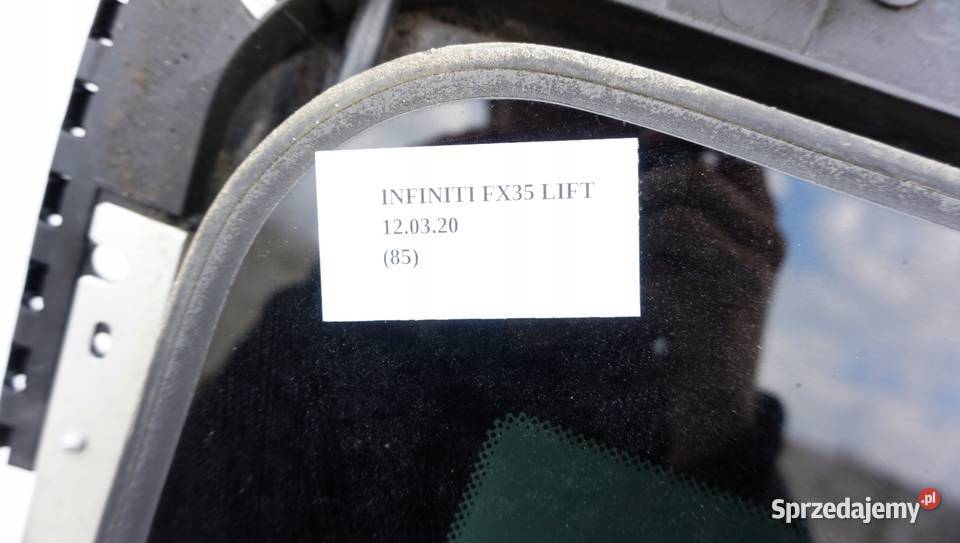 INFINITI FX35 LIFT
12.03.20
(85)
Sprzedajemy.pl